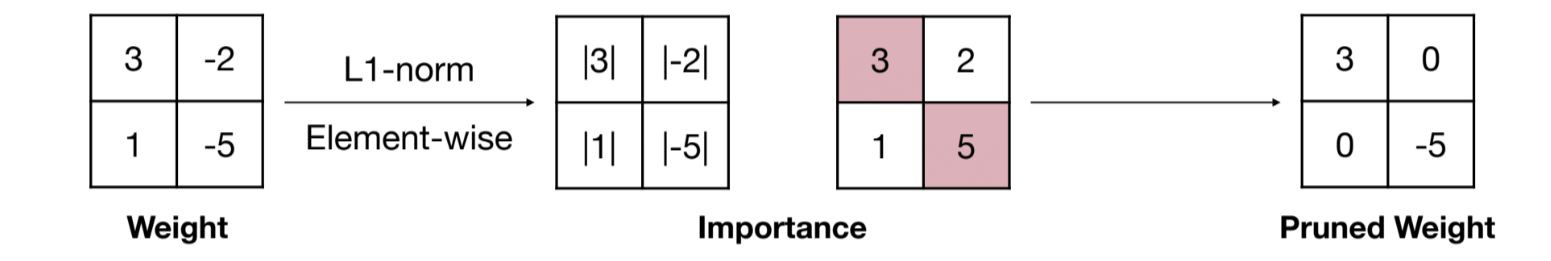 3 -2
1 -5
Weight
L1-norm
Element-wise
|3| |-2|
|1| |-5|
3 2
1 5
Importance
3 0
0 -5
Pruned Weight